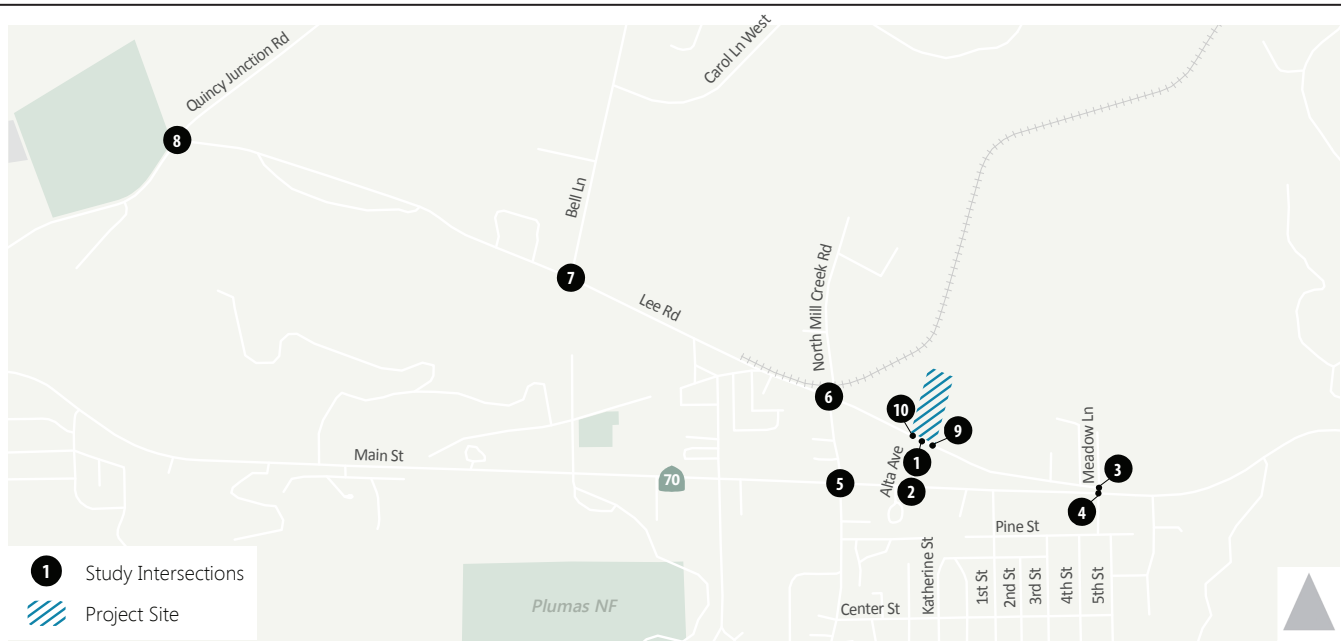 Quincy Junction Rd
Carol Ln West
8
Bell Ln
7
Lee Rd
North Mill Creek Rd
6
10
9
1
Alta Ave
2
Main St
70
5
Meadow Ln
3
4
Pine St
Katherine St
1st St
2nd St
3rd St
4th St
5th St
Center St
Plumas NF
1 Study Intersections
Project Site